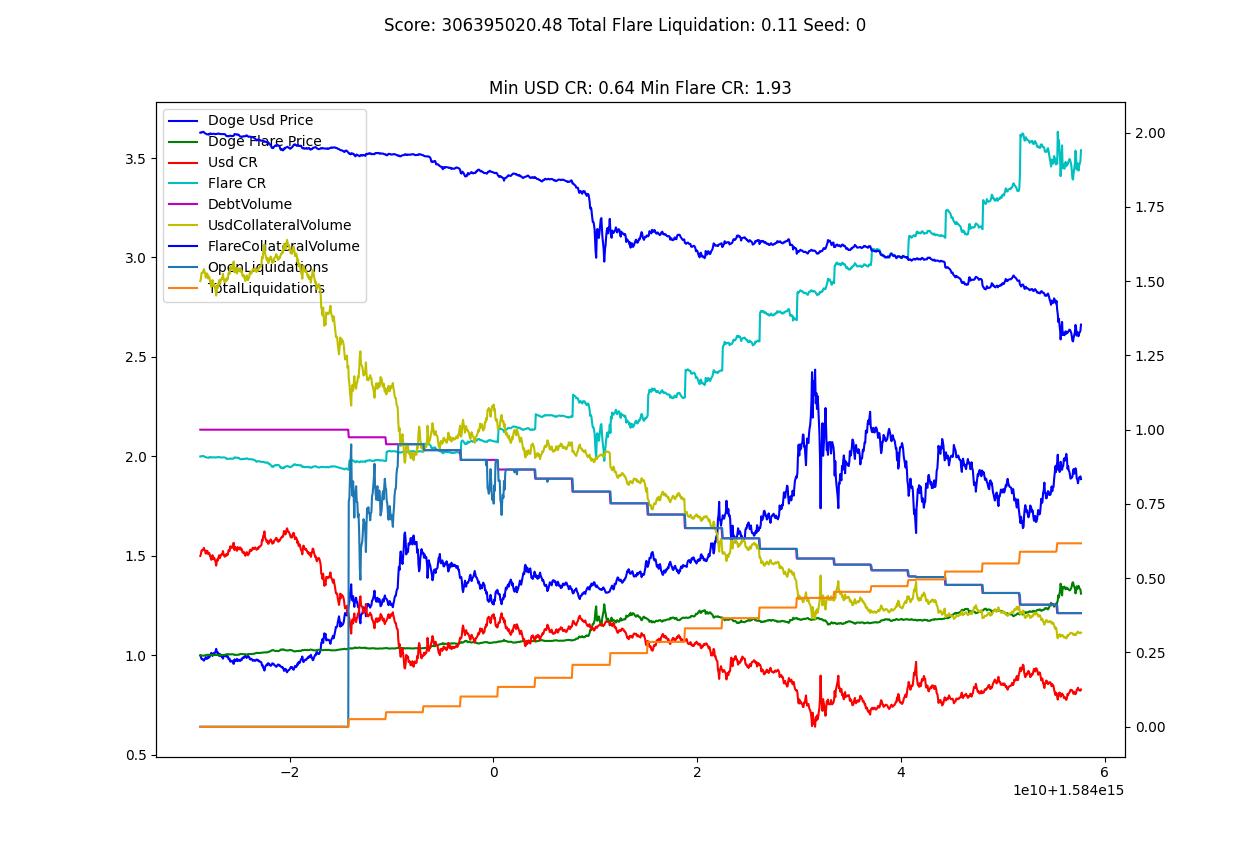 Score: 306395020.48 Total Flare Liquidation: 0.11 Seed: 0
Min USD CR: 0.64 Min Flare CR: 1.93
Doge Usd Price
Doge Flare Price
Usd CR
Flare CR
DebtVolume
UsdCollateralVolume
FlareCollateralVolume
OpenLiquidations
TotalLiquidations
3.5
3.0
2.5
2.0
1.5
1.0
0.5
2.00
1.75
1.50
1.25
1.00
0.75
0.50
0.25
0.00
−2
0
2
4
6
1e10+1.584e15